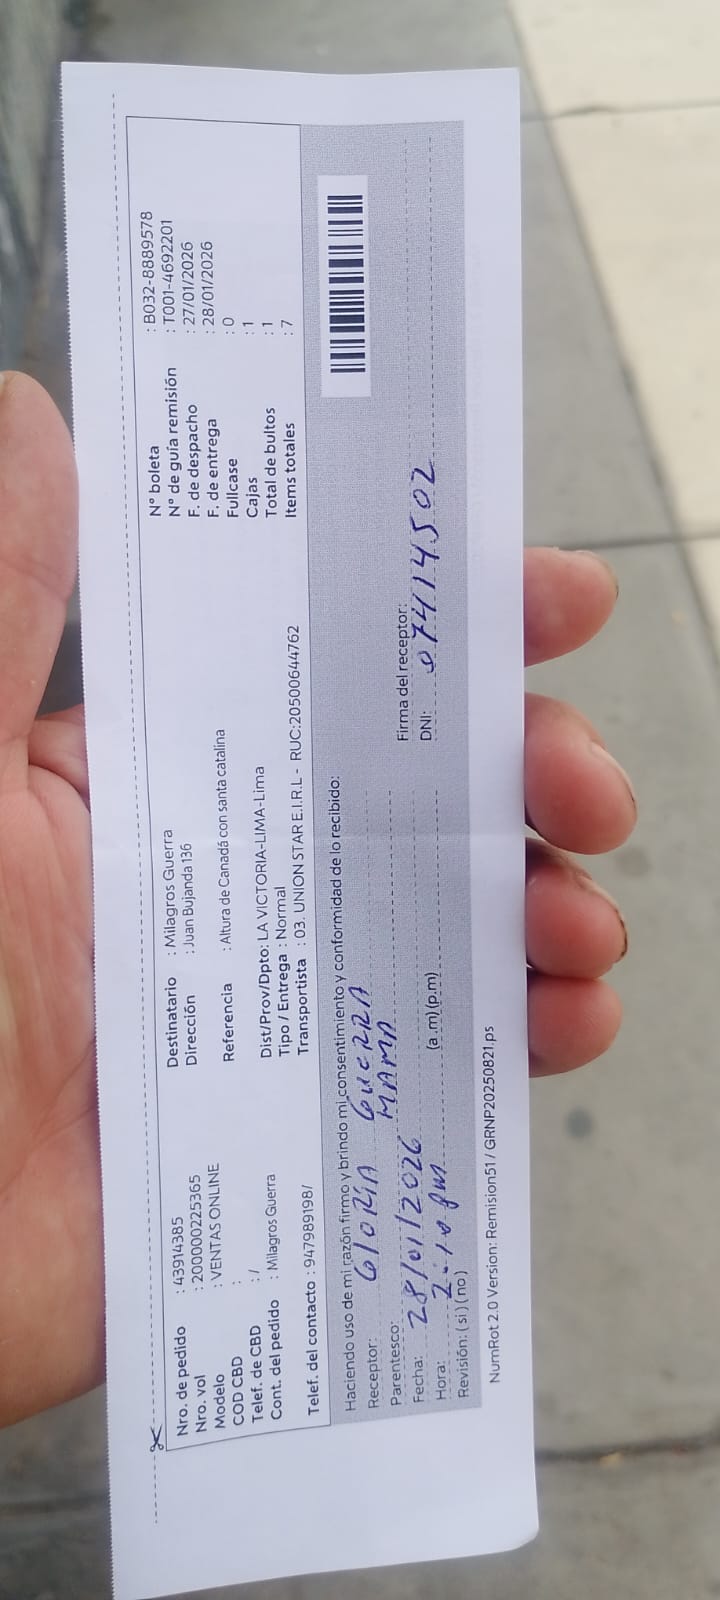 Nro. de pedido : 43914385
Nro. vol : 200000225365
Modelo : VENTAS ONLINE
COD CBD :
Telef. de CBD : /
Cont. del pedido : Milagros Guerra
Telef. del contacto : 947989198/
Destinatario : Milagros Guerra
Dirección : Juan Bujanda 136
Referencia : Altura de Canadá con santa catalina
Dist/Prov/Dpto: LA VICTORIA-LIMA-Lima
Tipo / Entrega : Normal
Transportista : 03. UNION STAR E.I.R.L - RUC:20500644762
N° boleta : B032-8889578
N° de guía remisión : T001-4692201
F. de despacho : 27/01/2026
F. de entrega : 28/01/2026
Fullcase : 0
Cajas : 1
Total de bultos : 1
Items totales : 7
Haciendo uso de mi razón firmo y brindo mi consentimiento y conformidad de lo recibido:
Receptor: GLORIA GUERRA
Parentesco: MAMA
Fecha: 28/01/2026
Hora: 2:10 pm (a.m)(p.m)
Revisión: (si)(no)
Firma del receptor:
DNI: 07414502
NumRot 2.0 Version: Remision51 / GRNP20250821.ps